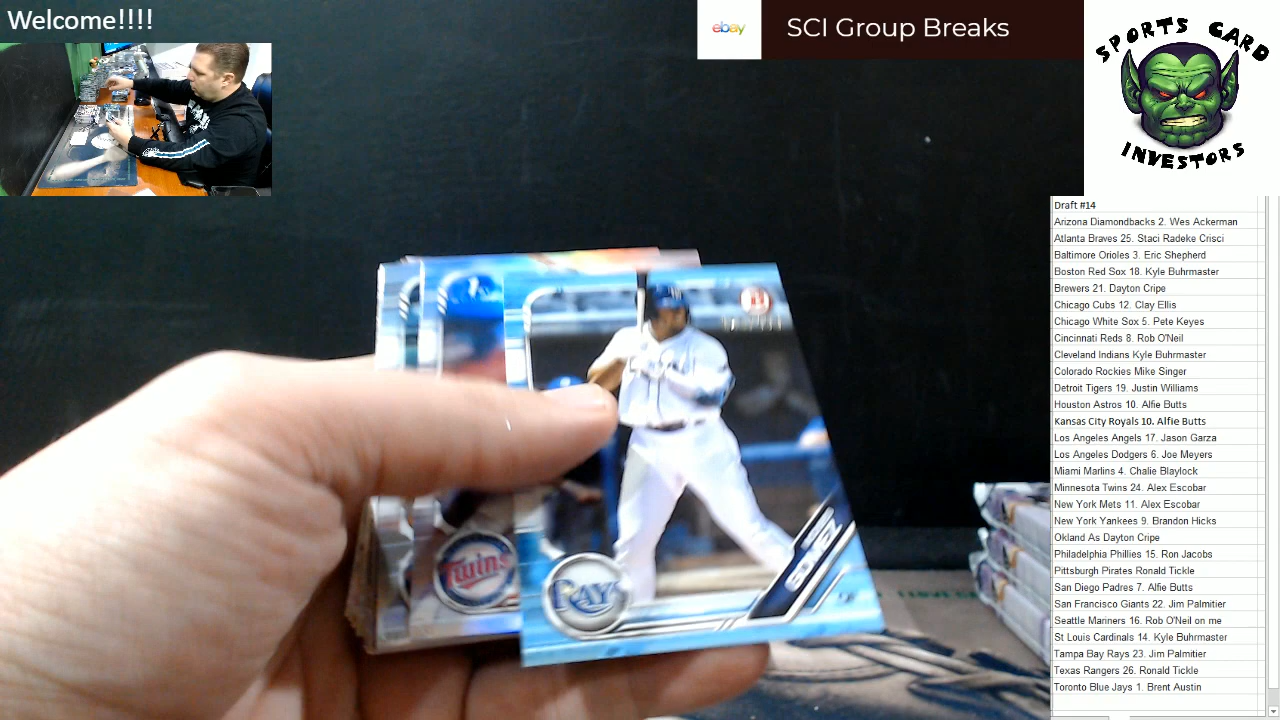 Welcome!!!!
ebay
SCI Group Breaks
SPORTS CARD
INVESTORS
Draft #14
Arizona Diamondbacks 2. Wes Ackerman
Atlanta Braves 25. Staci Radeke Crisci
Baltimore Orioles 3. Eric Shepherd
Boston Red Sox 18. Kyle Buhrmaster
Brewers 21. Dayton Cripe
Chicago Cubs 12. Clay Ellis
Chicago White Sox 5. Pete Keyes
Cincinnati Reds 8. Rob O'Neil
Cleveland Indians Kyle Buhrmaster
Colorado Rockies Mike Singer
Detroit Tigers 19. Justin Williams
Houston Astros 10. Alfie Butts
Kansas City Royals 10. Alfie Butts
Los Angeles Angels 17. Jason Garza
Los Angeles Dodgers 6. Joe Meyers
Miami Marlins 4. Chalie Blaylock
Minnesota Twins 24. Alex Escobar
New York Mets 11. Alex Escobar
New York Yankees 9. Brandon Hicks
Okland As Dayton Cripe
Philadelphia Phillies 15. Ron Jacobs
Pittsburgh Pirates Ronald Tickle
San Diego Padres 7. Alfie Butts
San Francisco Giants 22. Jim Palmitier
Seattle Mariners 16. Rob O'Neil on me
St Louis Cardinals 14. Kyle Buhrmaster
Tampa Bay Rays 23. Jim Palmitier
Texas Rangers 26. Ronald Tickle
Toronto Blue Jays 1. Brent Austin
Twins
RAYS
GOMEZ